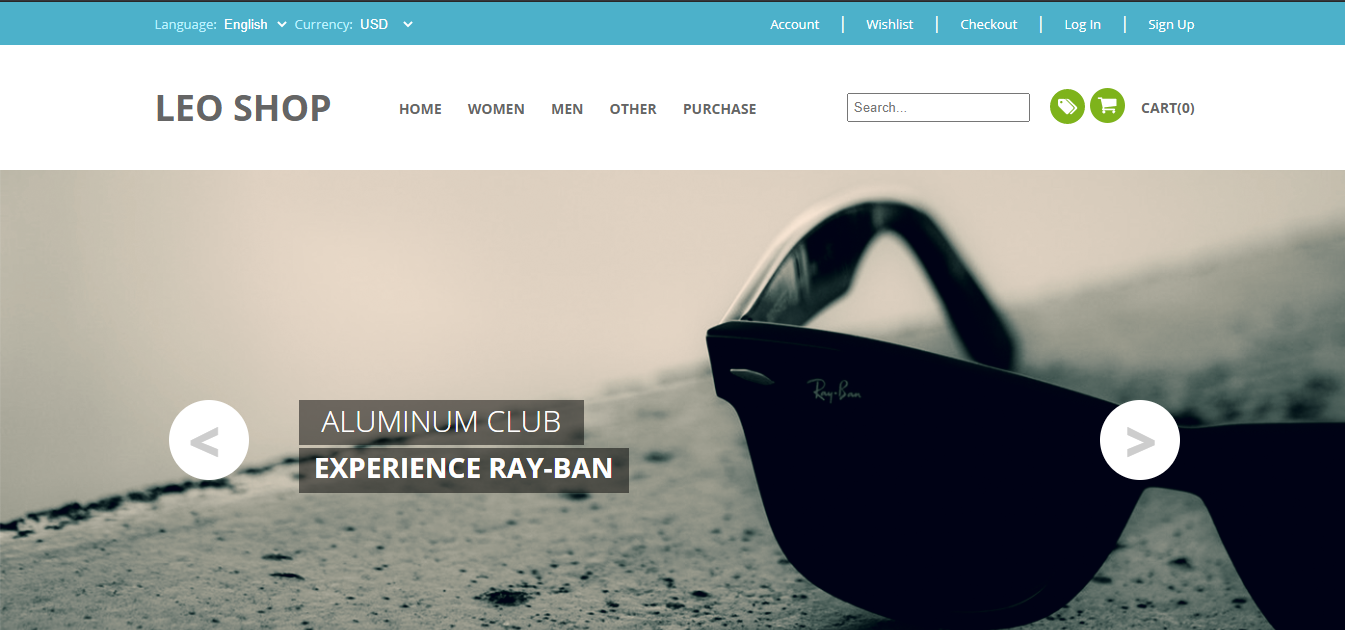 Language: English Currency: USD Account Wishlist Checkout Log In Sign Up
LEO SHOP HOME WOMEN MEN OTHER PURCHASE Search... CART(0)
Ray-Ban
< ALUMINUM CLUB >
EXPERIENCE RAY-BAN